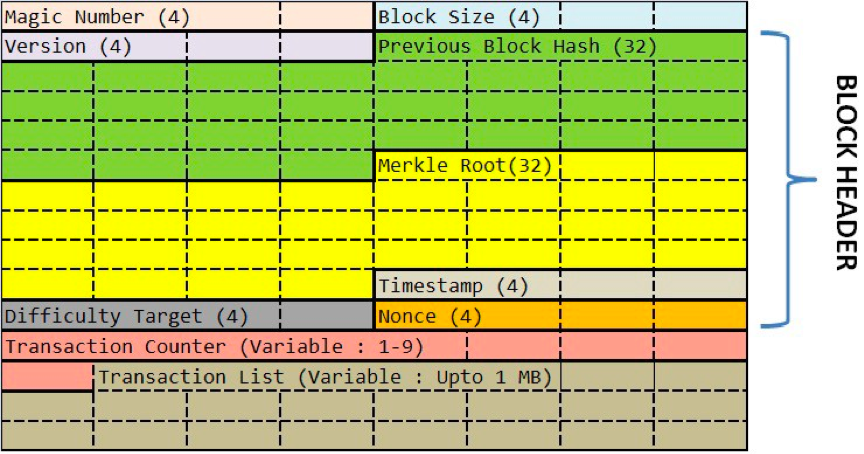 Magic Number (4)
Block Size (4)
Version (4)
Previous Block Hash (32)
Merkle Root(32)
Timestamp (4)
Difficulty Target (4)
Nonce (4)
Transaction Counter (Variable : 1-9)
Transaction List (Variable : Upto 1 MB)
BLOCK HEADER